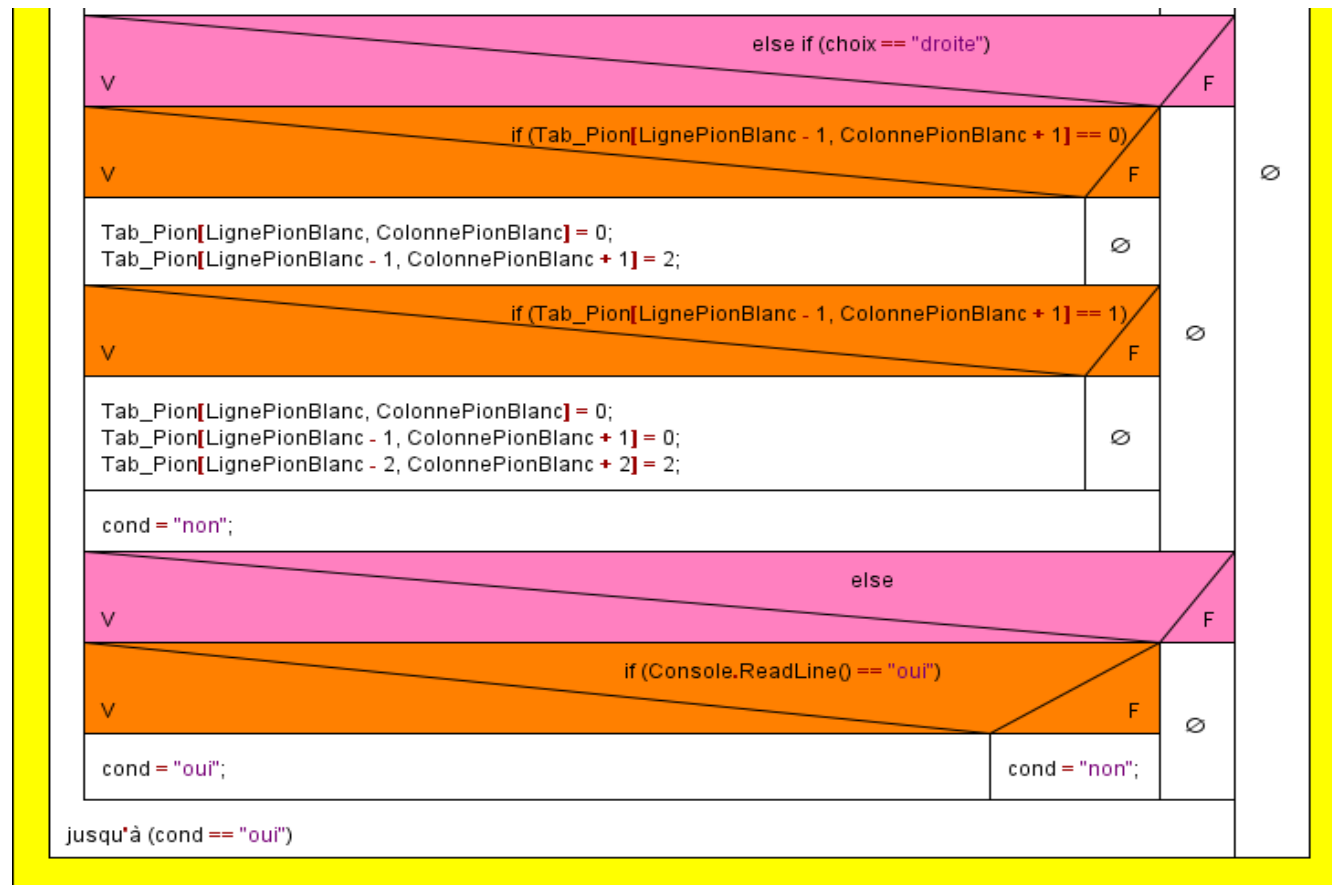 else if (choix == "droite")
V
F
if (Tab_Pion[LignePionBlanc - 1, ColonnePionBlanc + 1] == 0)
V
F
∅
Tab_Pion[LignePionBlanc, ColonnePionBlanc] = 0;
Tab_Pion[LignePionBlanc - 1, ColonnePionBlanc + 1] = 2;
∅
if (Tab_Pion[LignePionBlanc - 1, ColonnePionBlanc + 1] == 1)
V
F
∅
Tab_Pion[LignePionBlanc, ColonnePionBlanc] = 0;
Tab_Pion[LignePionBlanc - 1, ColonnePionBlanc + 1] = 0;
Tab_Pion[LignePionBlanc - 2, ColonnePionBlanc + 2] = 2;
∅
cond = "non";
else
V
F
if (Console.ReadLine() == "oui")
V
F
∅
cond = "oui";
cond = "non";
jusqu'à (cond == "oui")